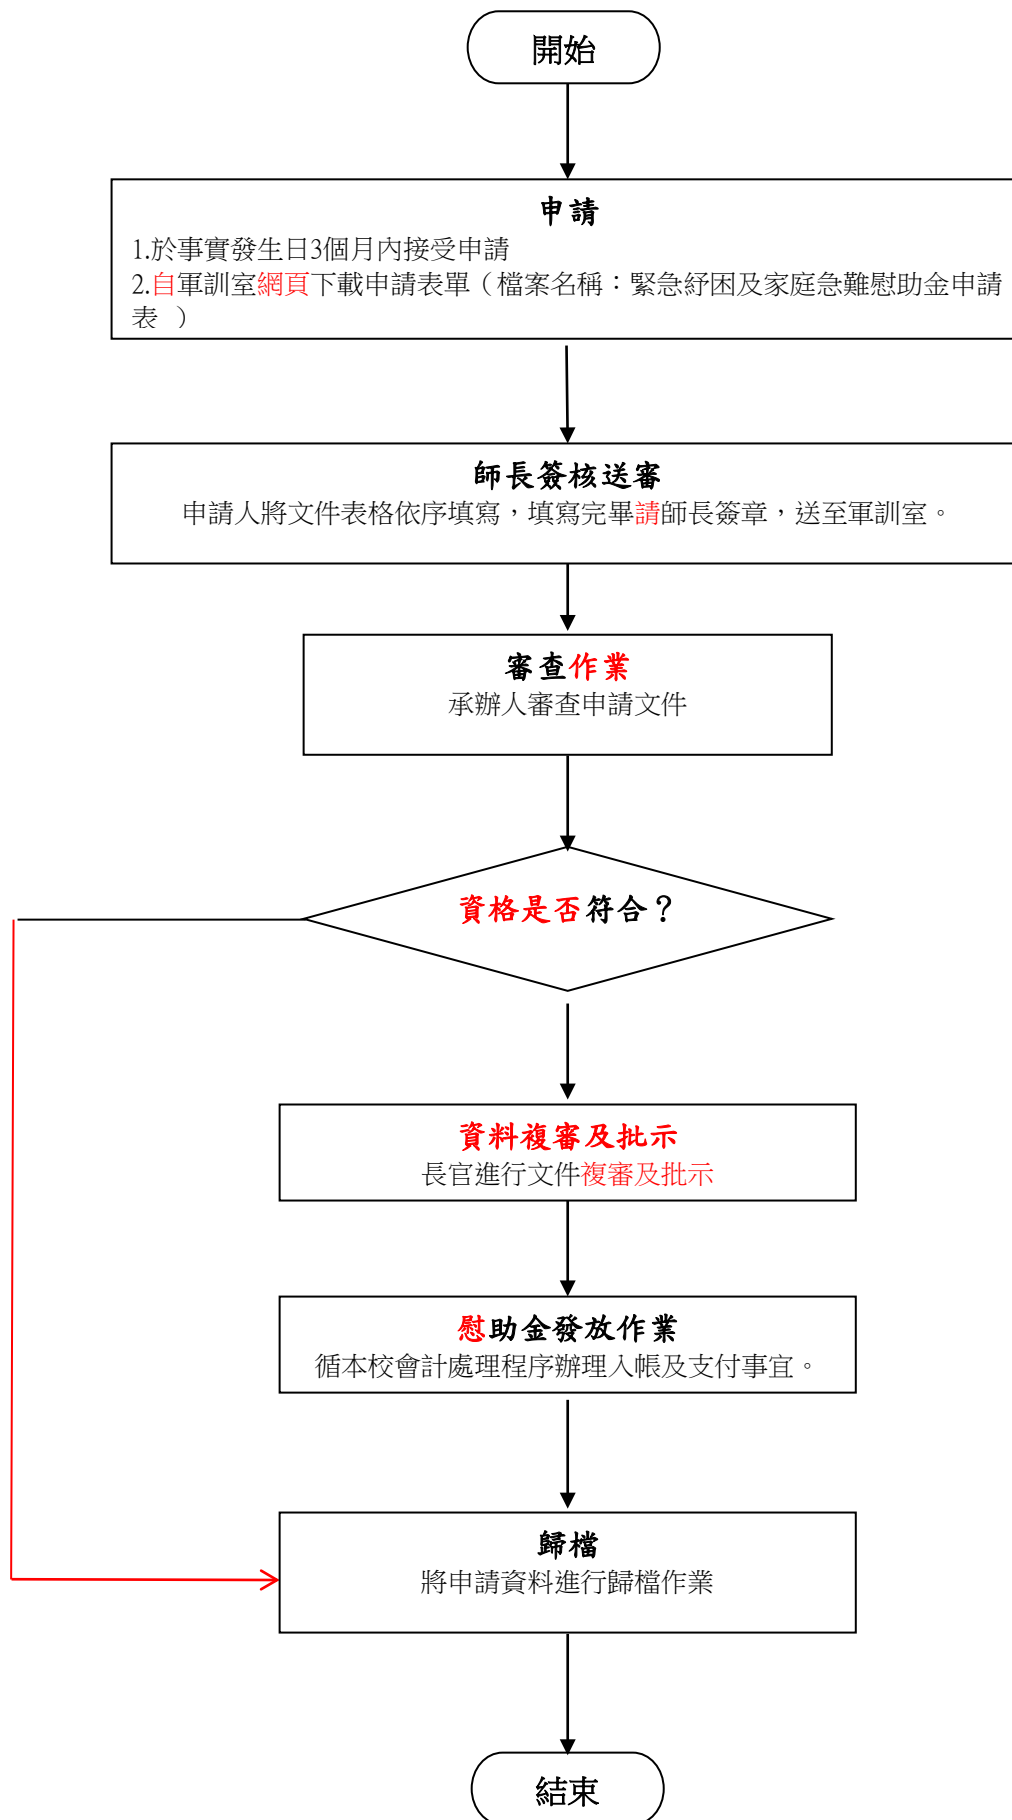 開始
申請
1.於事實發生日3個月內接受申請
2.自軍訓室網頁下載申請表單（檔案名稱：緊急紓困及家庭急難慰助金申請
表 ）
師長簽核送審
申請人將文件表格依序填寫，填寫完畢請師長簽章，送至軍訓室。
審查作業
承辦人審查申請文件
資格是否符合？
資料複審及批示
長官進行文件複審及批示
慰助金發放作業
循本校會計處理程序辦理入帳及支付事宜。
歸檔
將申請資料進行歸檔作業
結束